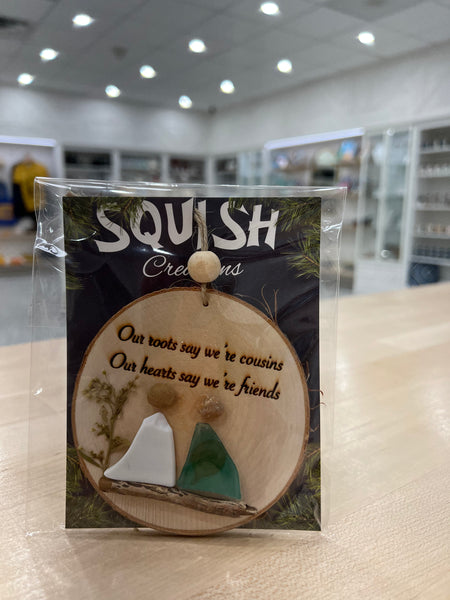 SQUISH
Creations
Our roots say we're cousins
Our hearts say we're friends